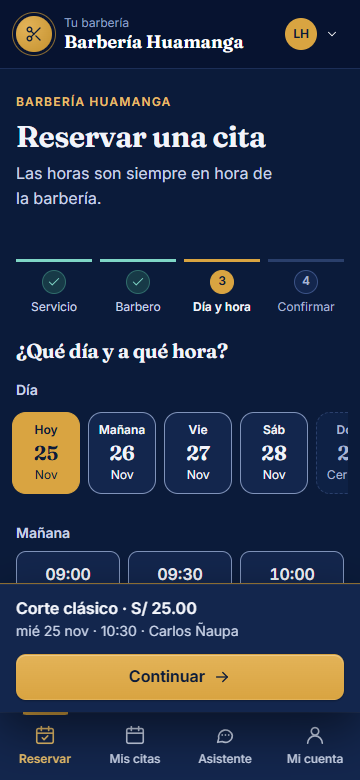 Tu barbería
Barbería Huamanga
LH
BARBERÍA HUAMANGA
Reservar una cita
Las horas son siempre en hora de
la barbería.
3
4
Servicio
Barbero
Día y hora
Confirmar
¿Qué día y a qué hora?
Día
Hoy
25
Nov
Mañana
26
Nov
Vie
27
Nov
Sáb
28
Nov
Mañana
09:00
09:30
10:00
Corte clásico · S/ 25.00
mié 25 nov · 10:30 · Carlos Ñaupa
Continuar →
Reservar
Mis citas
Asistente
Mi cuenta